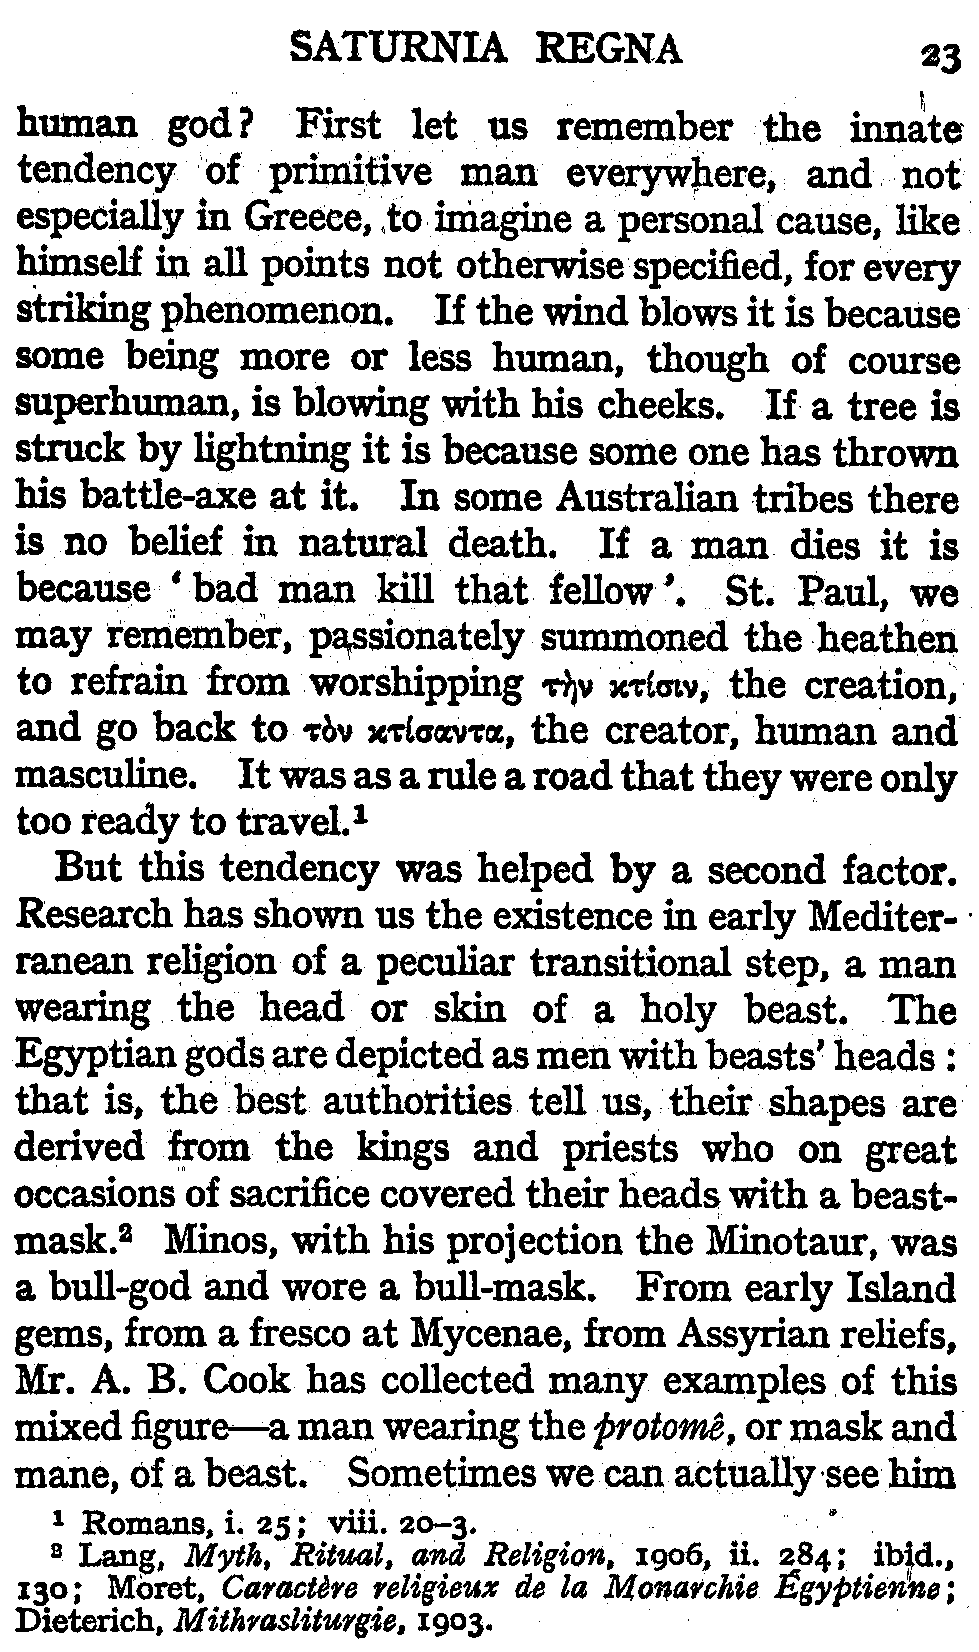 SATURNIA REGNA 23
human god? First let us remember the innate
tendency of primitive man everywhere, and not
especially in Greece, to imagine a personal cause, like
himself in all points not otherwise specified, for every
striking phenomenon. If the wind blows it is because
some being more or less human, though of course
superhuman, is blowing with his cheeks. If a tree is
struck by lightning it is because some one has thrown
his battle-axe at it. In some Australian tribes there
is no belief in natural death. If a man dies it is
because ‘ bad man kill that fellow ’. St. Paul, we
may remember, passionately summoned the heathen
to refrain from worshipping τὴν κτίσιν, the creation,
and go back to τὸν κτίσαντα, the creator, human and
masculine. It was as a rule a road that they were only
too ready to travel.¹
But this tendency was helped by a second factor.
Research has shown us the existence in early Mediter-
ranean religion of a peculiar transitional step, a man
wearing the head or skin of a holy beast. The
Egyptian gods are depicted as men with beasts’ heads :
that is, the best authorities tell us, their shapes are
derived from the kings and priests who on great
occasions of sacrifice covered their heads with a beast-
mask.² Minos, with his projection the Minotaur, was
a bull-god and wore a bull-mask. From early Island
gems, from a fresco at Mycenae, from Assyrian reliefs,
Mr. A. B. Cook has collected many examples of this
mixed figure—a man wearing the protomê, or mask and
mane, of a beast. Sometimes we can actually see him
¹ Romans, i. 25; viii. 20–3.
² Lang, Myth, Ritual, and Religion, 1906, ii. 284; ibid.,
130; Moret, Caractère religieux de la Monarchie Égyptienne;
Dieterich, Mithrasliturgie, 1903.